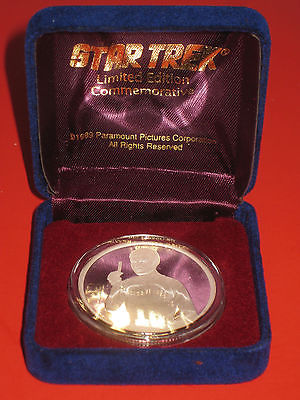 STAR TREK®
Limited Edition
Commemorative
©1989 Paramount Pictures Corporation
All Rights Reserved